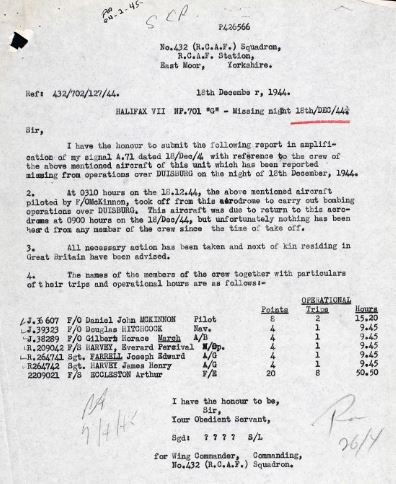 24-2-45.
P426566
No.432 (R.C.A.F.) Squadron,
R.C.A.F. Station,
East Moor, Yorkshire.
Ref: 432/702/127/44. 18th December, 1944.
HALIFAX VII NP.701 "G" - Missing night 18th/DEC/44
Sir,
I have the honour to submit the following report in amplifi-
cation of my signal A.71 dated 18/Dec/4 with reference to the crew of
the above mentioned aircraft of this unit which has been reported
missing from operations over DUISBURG on the night of 18th December, 1944.
2. At 0310 hours on the 18.12.44, the above mentioned aircraft
piloted by F/OMcKinnon, took off from this aerodrome to carry out bombing
operations over DUISBURG. This aircraft was due to return to this aero-
drome at 0900 hours on the 18/Dec/44, but unfortunately nothing has been
heard from any member of the crew since the time of take off.
3. All necessary action has been taken and next of kin residing in
Great Britain have been advised.
4. The names of the members of the crew together with particulars
of their trips and operational hours are as follows:-
OPERATIONAL
Points Trips Hours
J.36607 F/O Daniel John MCKINNON Pilot 8 2 15.20
J.39323 F/O Douglas HITCHCOCK Nav. 4 1 9.45
J.38289 F/O Gilbert Horace March A/B 4 1 9.45
R.209042 F/S HARVEY, Everard Percival W/Op. 4 1 9.45
R.264741 Sgt. FARRELL Joseph Edward A/G 4 1 9.45
R264742 Sgt. HARVEY James Henry A/G 4 1 9.45
2209021 F/S ECCLESTON Arthur F/E 20 8 50.50
I have the honour to be,
Sir,
Your Obedient Servant,
Sgd: ? ? ? ? S/L
for Wing Commander, Commanding,
No.432 (R.C.A.F.) Squadron.
26/4